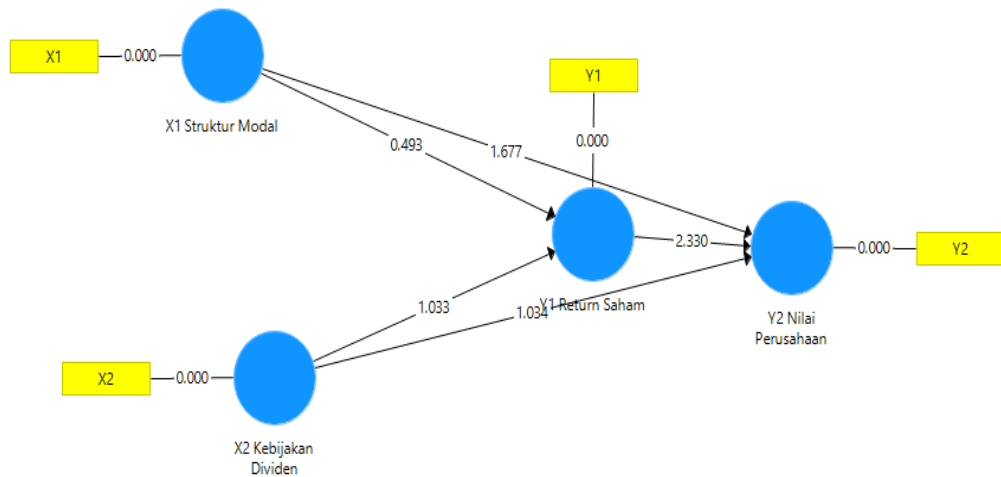 X1
0.000
X1 Struktur Modal
Y1
0.000
0.493
1.677
2.330
0.000
Y2
1.033
1.034
Y1 Return Saham
Y2 Nilai
Perusahaan
X2
0.000
X2 Kebijakan
Dividen